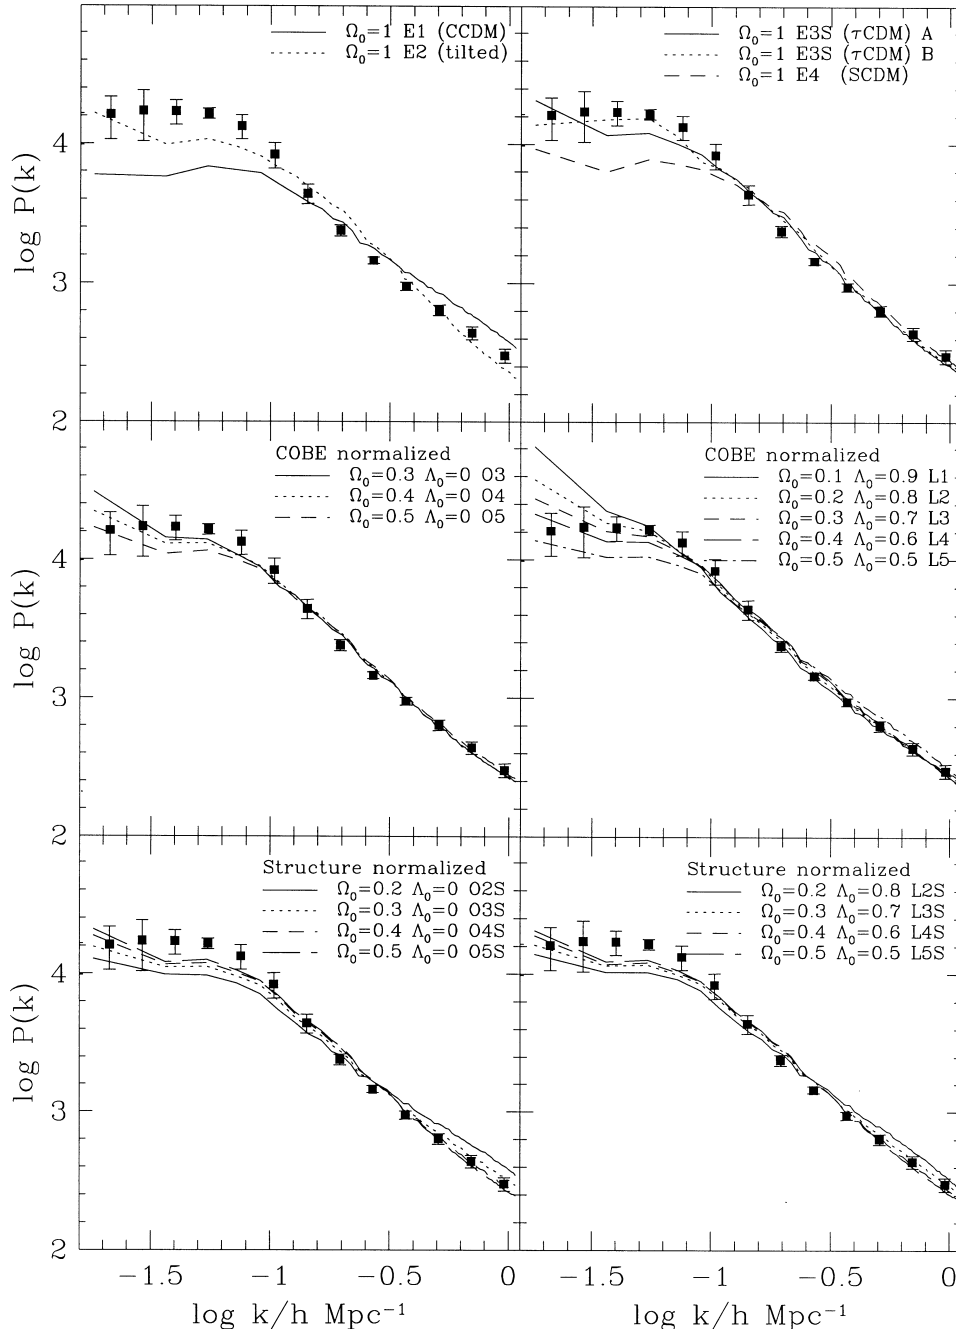 Ω₀=1 E1 (CCDM)
Ω₀=1 E2 (tilted)
Ω₀=1 E3S (τCDM) A
Ω₀=1 E3S (τCDM) B
Ω₀=1 E4 (SCDM)
log P(k)
4
3
2
COBE normalized
Ω₀=0.3 Λ₀=0 O3
Ω₀=0.4 Λ₀=0 O4
Ω₀=0.5 Λ₀=0 O5
COBE normalized
Ω₀=0.1 Λ₀=0.9 L1
Ω₀=0.2 Λ₀=0.8 L2
Ω₀=0.3 Λ₀=0.7 L3
Ω₀=0.4 Λ₀=0.6 L4
Ω₀=0.5 Λ₀=0.5 L5
log P(k)
4
3
2
Structure normalized
Ω₀=0.2 Λ₀=0 O2S
Ω₀=0.3 Λ₀=0 O3S
Ω₀=0.4 Λ₀=0 O4S
Ω₀=0.5 Λ₀=0 O5S
Structure normalized
Ω₀=0.2 Λ₀=0.8 L2S
Ω₀=0.3 Λ₀=0.7 L3S
Ω₀=0.4 Λ₀=0.6 L4S
Ω₀=0.5 Λ₀=0.5 L5S
log P(k)
4
3
2
−1.5 −1 −0.5 0
−1.5 −1 −0.5 0
log k/h Mpc⁻¹
log k/h Mpc⁻¹